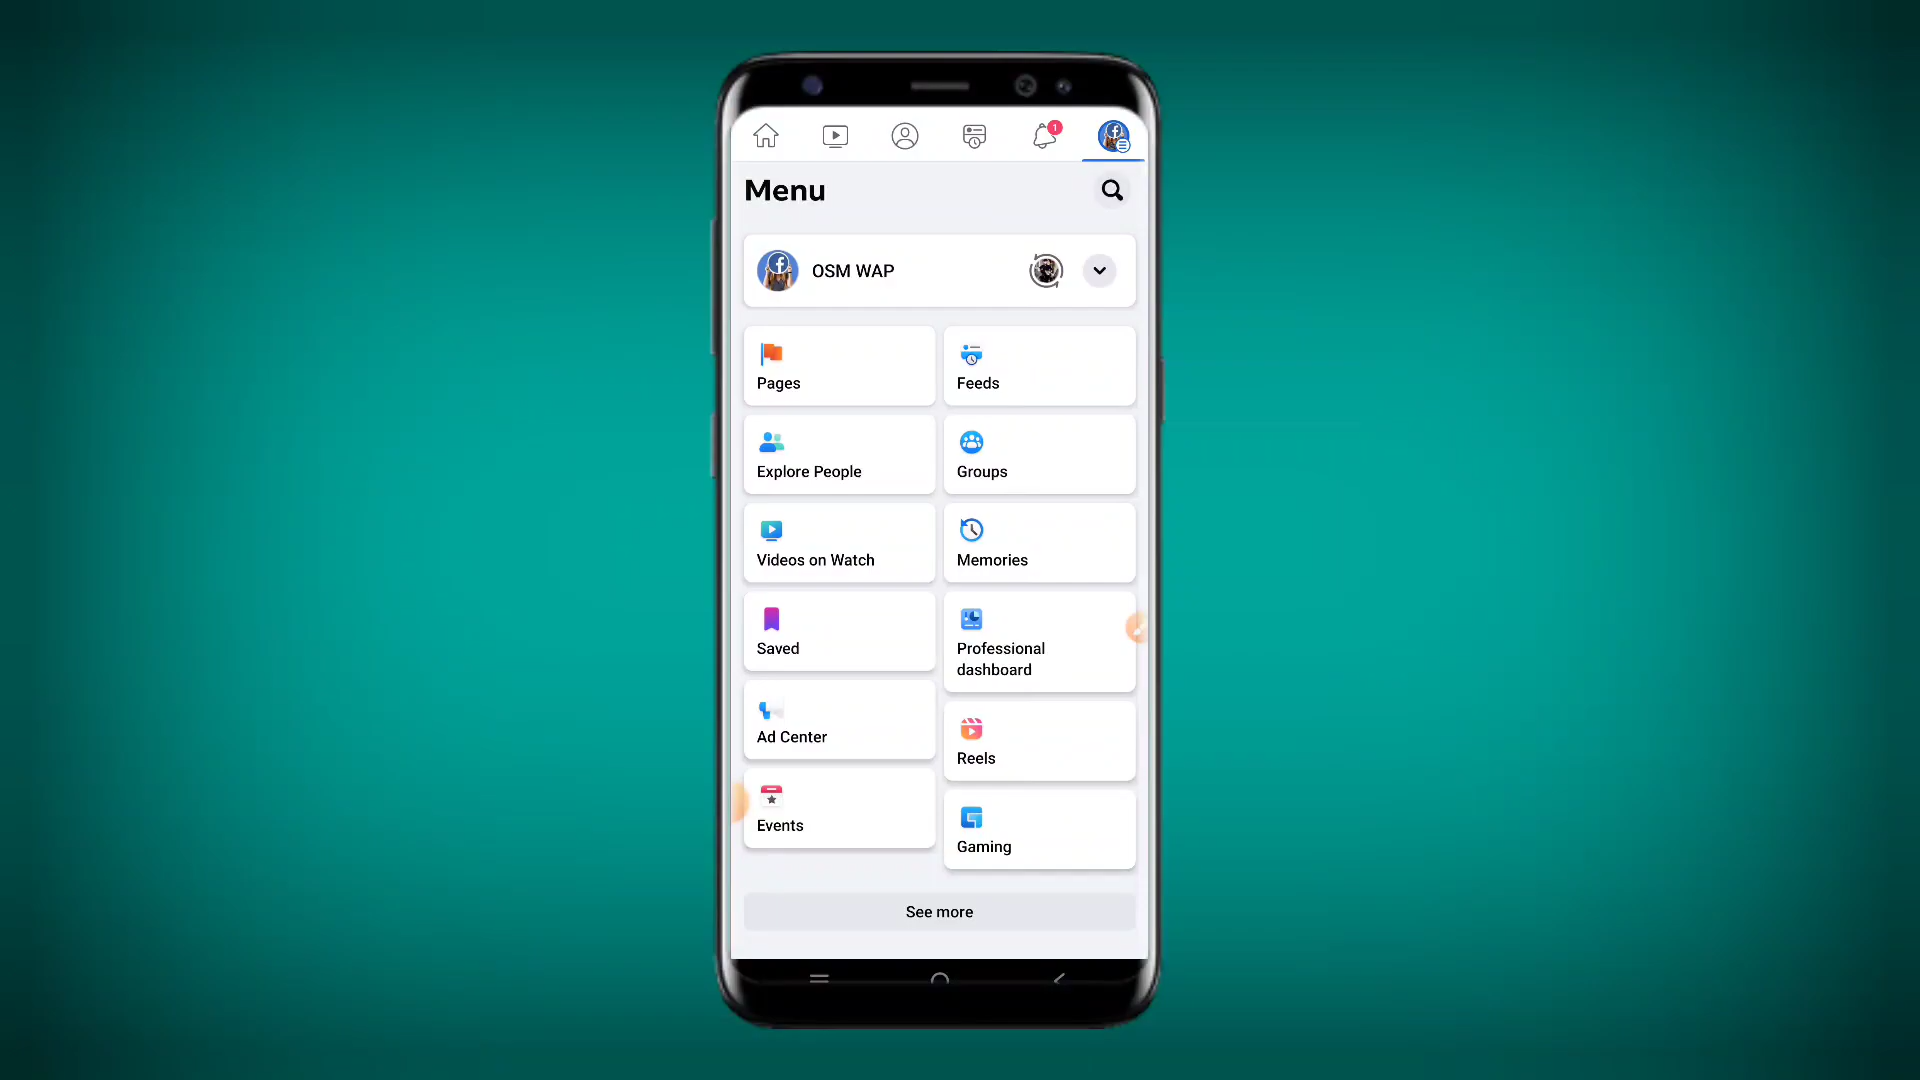 1
Menu
OSM WAP
Pages
Feeds
Explore People
Groups
Videos on Watch
Memories
Saved
Professional
dashboard
Ad Center
Reels
Events
Gaming
See more